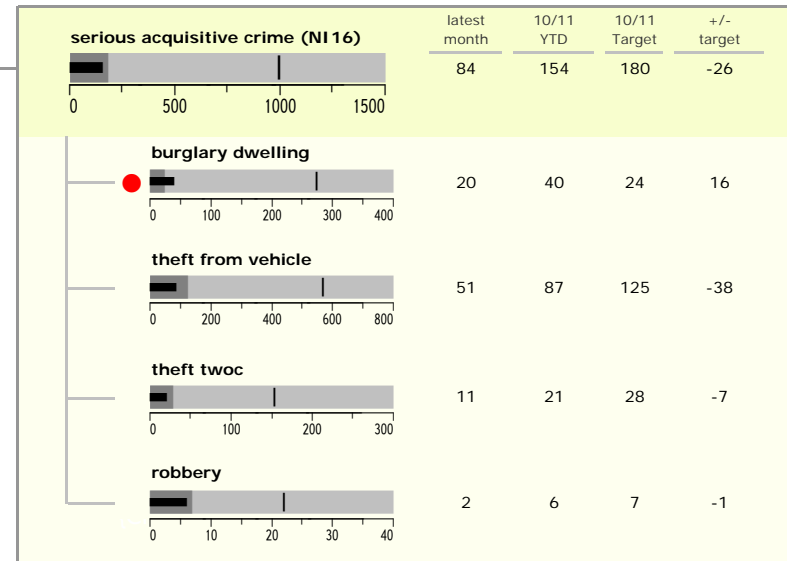 latest 10/11 10/11 +/-
serious acquisitive crime (NI16) month YTD Target target
84 154 180 -26
0 500 1000 1500
burglary dwelling
20 40 24 16
0 100 200 300 400
theft from vehicle
51 87 125 -38
0 200 400 600 800
theft twoc
11 21 28 -7
0 100 200 300
robbery
2 6 7 -1
0 10 20 30 40